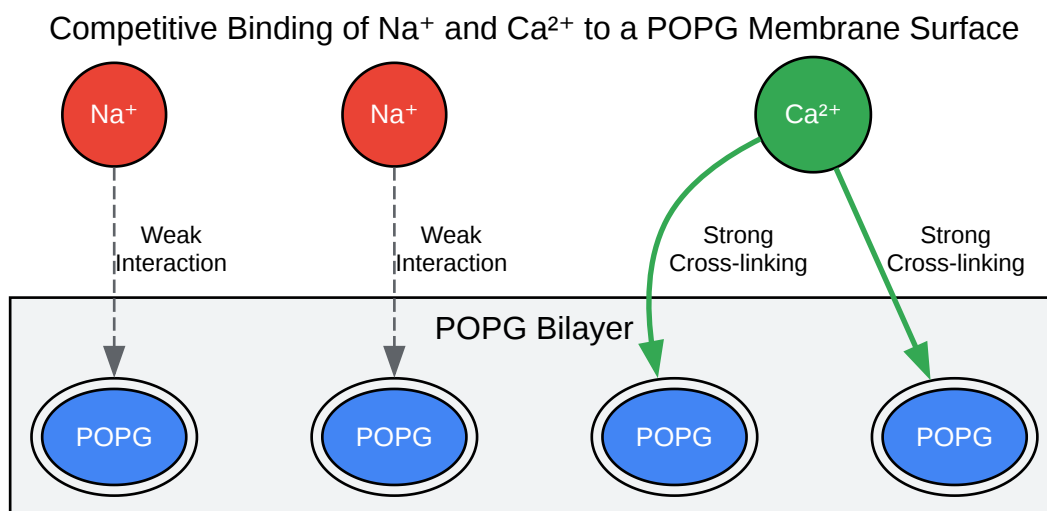 Competitive Binding of Na⁺ and Ca²⁺ to a POPG Membrane Surface
Na⁺
Na⁺
Ca²⁺
Weak
Interaction
Weak
Interaction
Strong
Cross-linking
Strong
Cross-linking
POPG Bilayer
POPG
POPG
POPG
POPG